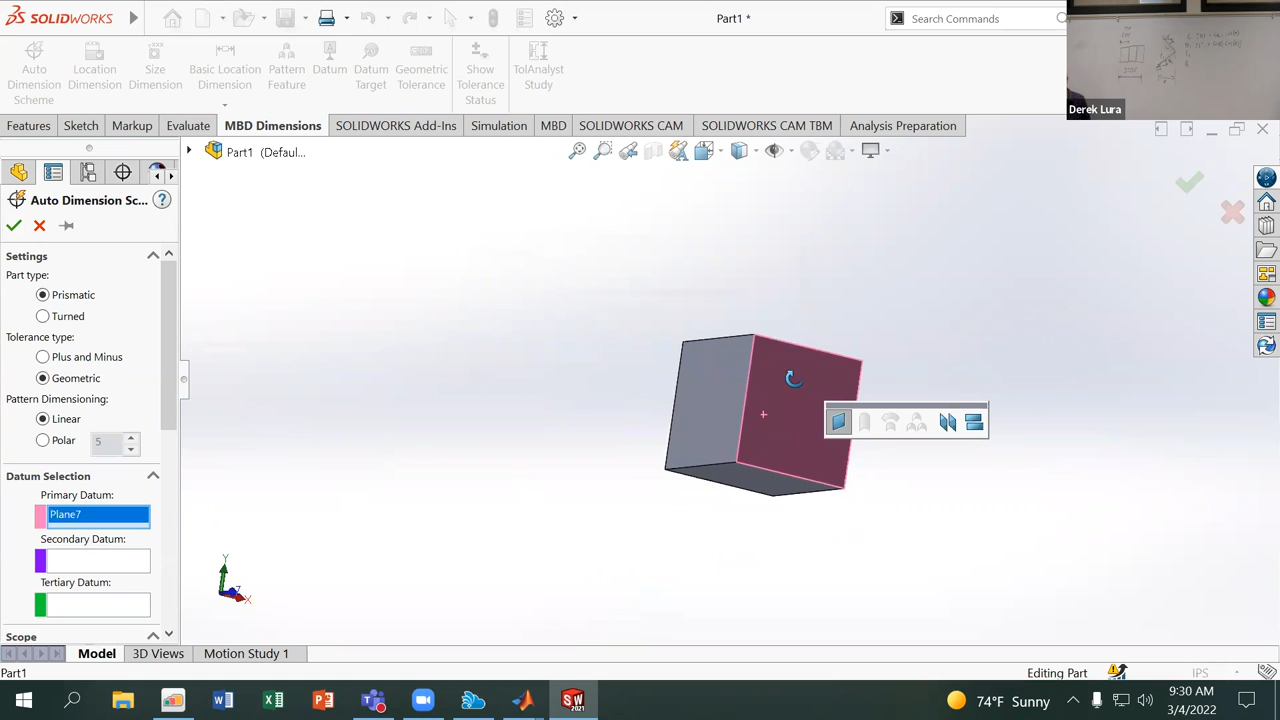 SOLIDWORKS
Part1 *
Search Commands
Auto Dimension Scheme
Location Dimension
Size Dimension
Basic Location Dimension
Pattern Feature
Datum
Datum Target
Geometric Tolerance
Show Tolerance Status
TolAnalyst Study
Derek Lura
Features Sketch Markup Evaluate MBD Dimensions SOLIDWORKS Add-Ins Simulation MBD SOLIDWORKS CAM SOLIDWORKS CAM TBM Analysis Preparation
Part1 (Defaul...
Auto Dimension Sc...
Settings
Part type:
Prismatic
Turned
Tolerance type:
Plus and Minus
Geometric
Pattern Dimensioning:
Linear
Polar 5
Datum Selection
Primary Datum:
Plane7
Secondary Datum:
Tertiary Datum:
Scope
Y
Z
X
Model 3D Views Motion Study 1
Part1
Editing Part
IPS
74°F Sunny
9:30 AM
3/4/2022
SW
2021